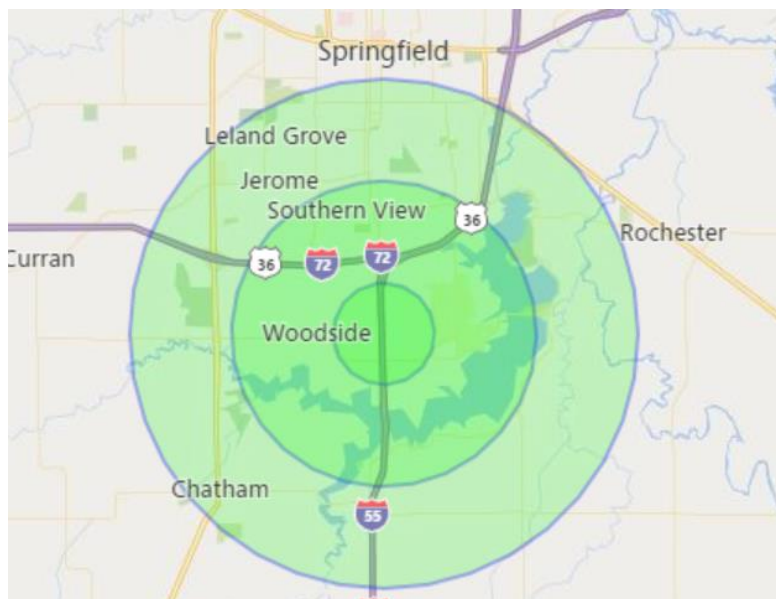 Springfield
Leland Grove
Jerome
Southern View
36
Rochester
Curran
36
72
72
Woodside
Chatham
55